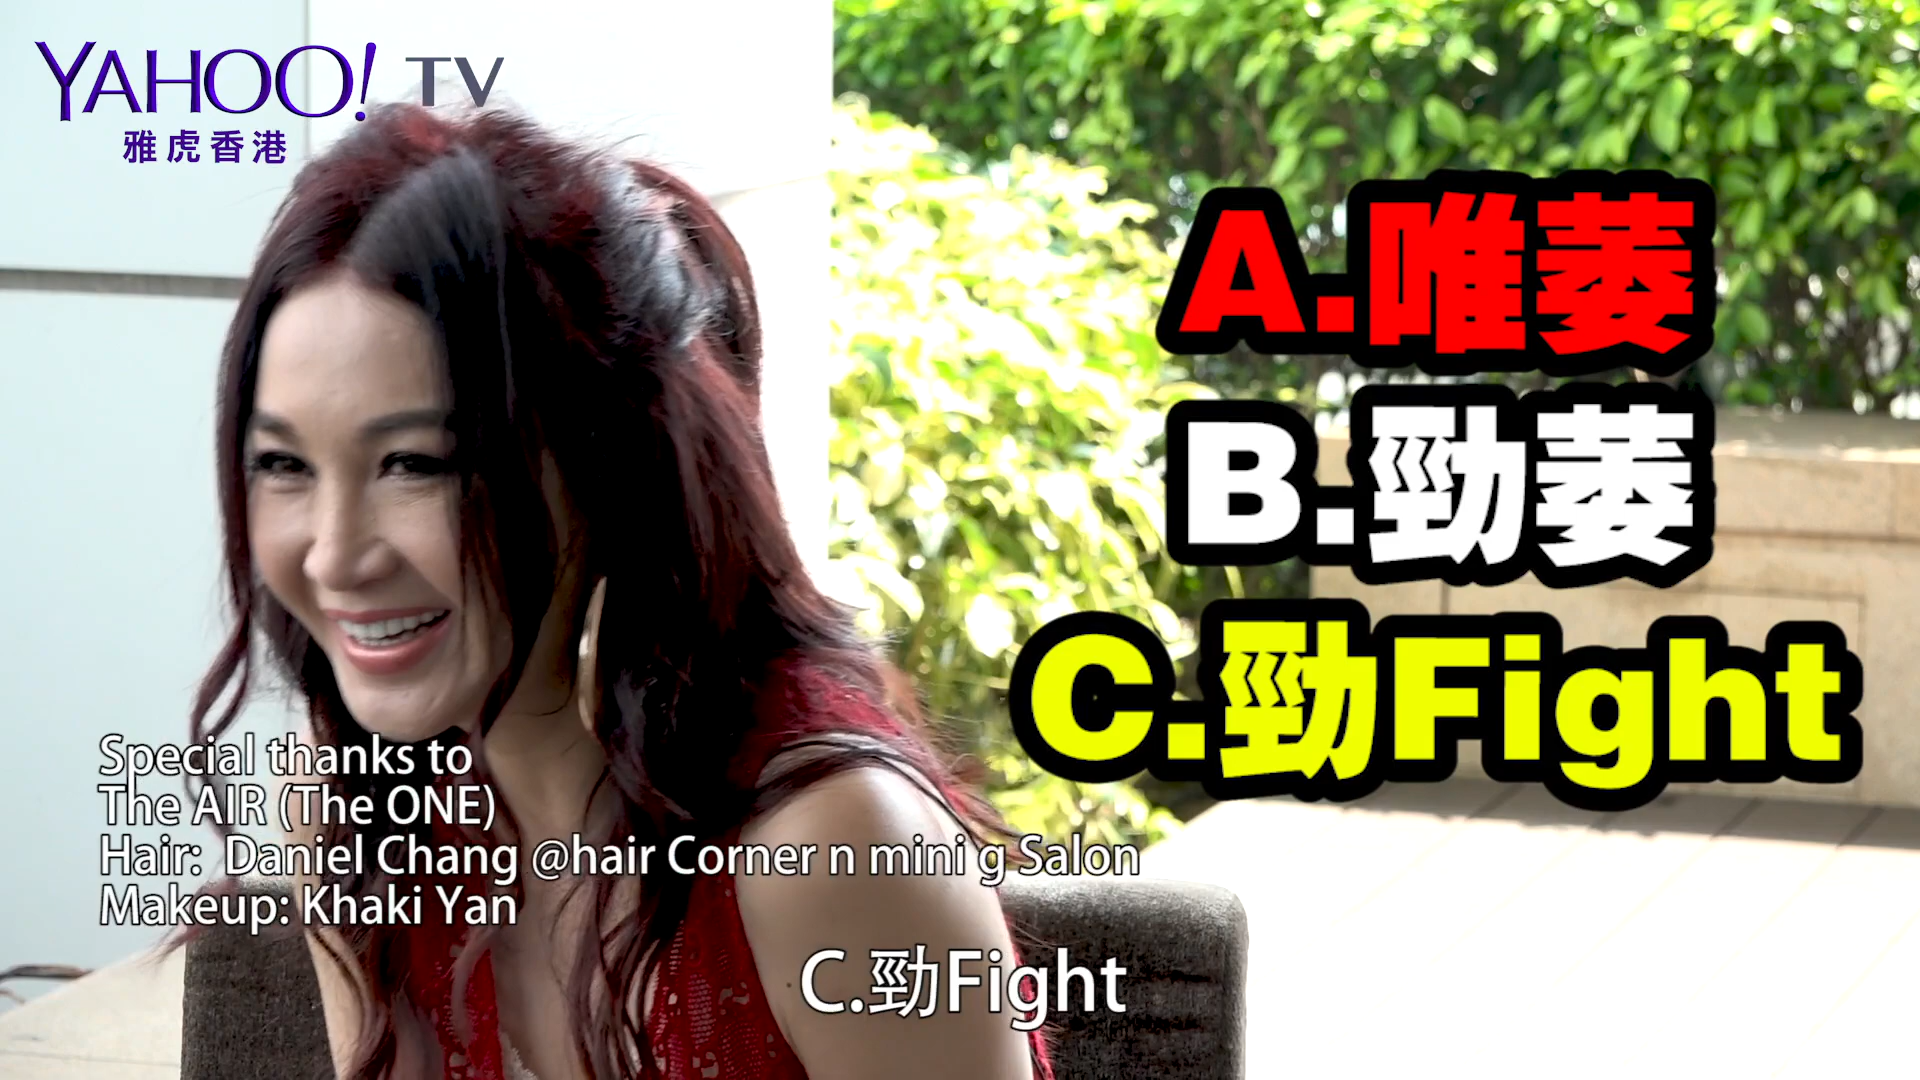 YAHOO! TV
雅虎香港
A.唯萎
B.勁萎
C.勁Fight
Special thanks to
The AIR (The ONE)
Hair: Daniel Chang @hair Corner n mini g Salon
Makeup: Khaki Yan
C.勁Fight